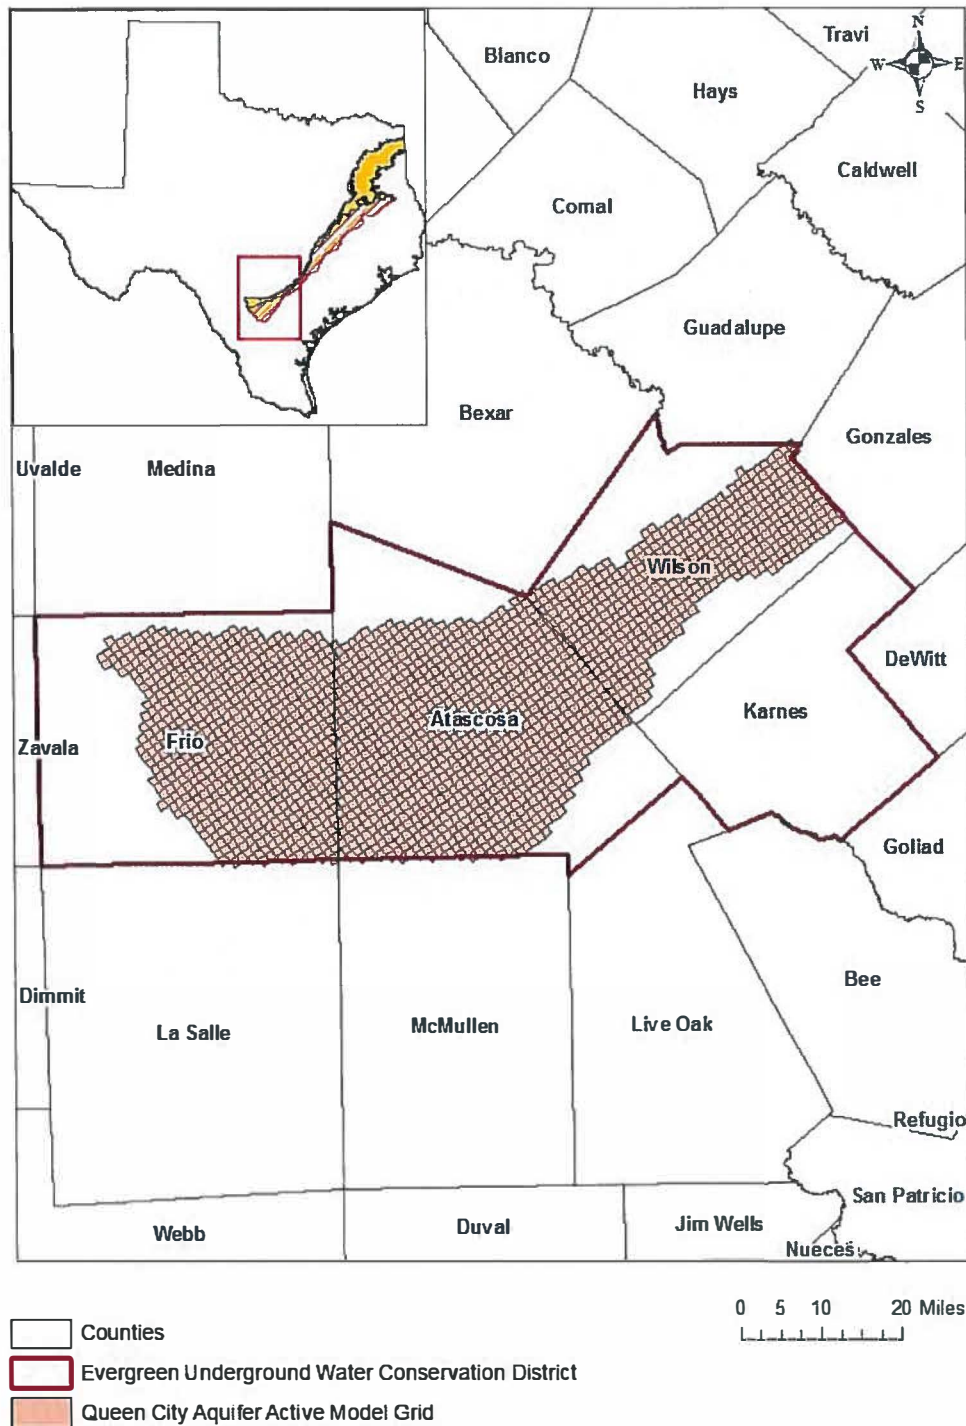 Blanco
Travi
N
W
E
S
Hays
Caldwell
Comal
Guadalupe
Bexar
Gonzales
Uvalde
Medina
Wilson
DeWitt
Karnes
Atascosa
Frio
Zavala
Goliad
Bee
Dimmit
La Salle
McMullen
Live Oak
Refugio
San Patricio
Webb
Duval
Jim Wells
Nueces
0 5 10 20 Miles
Counties
Evergreen Underground Water Conservation District
Queen City Aquifer Active Model Grid